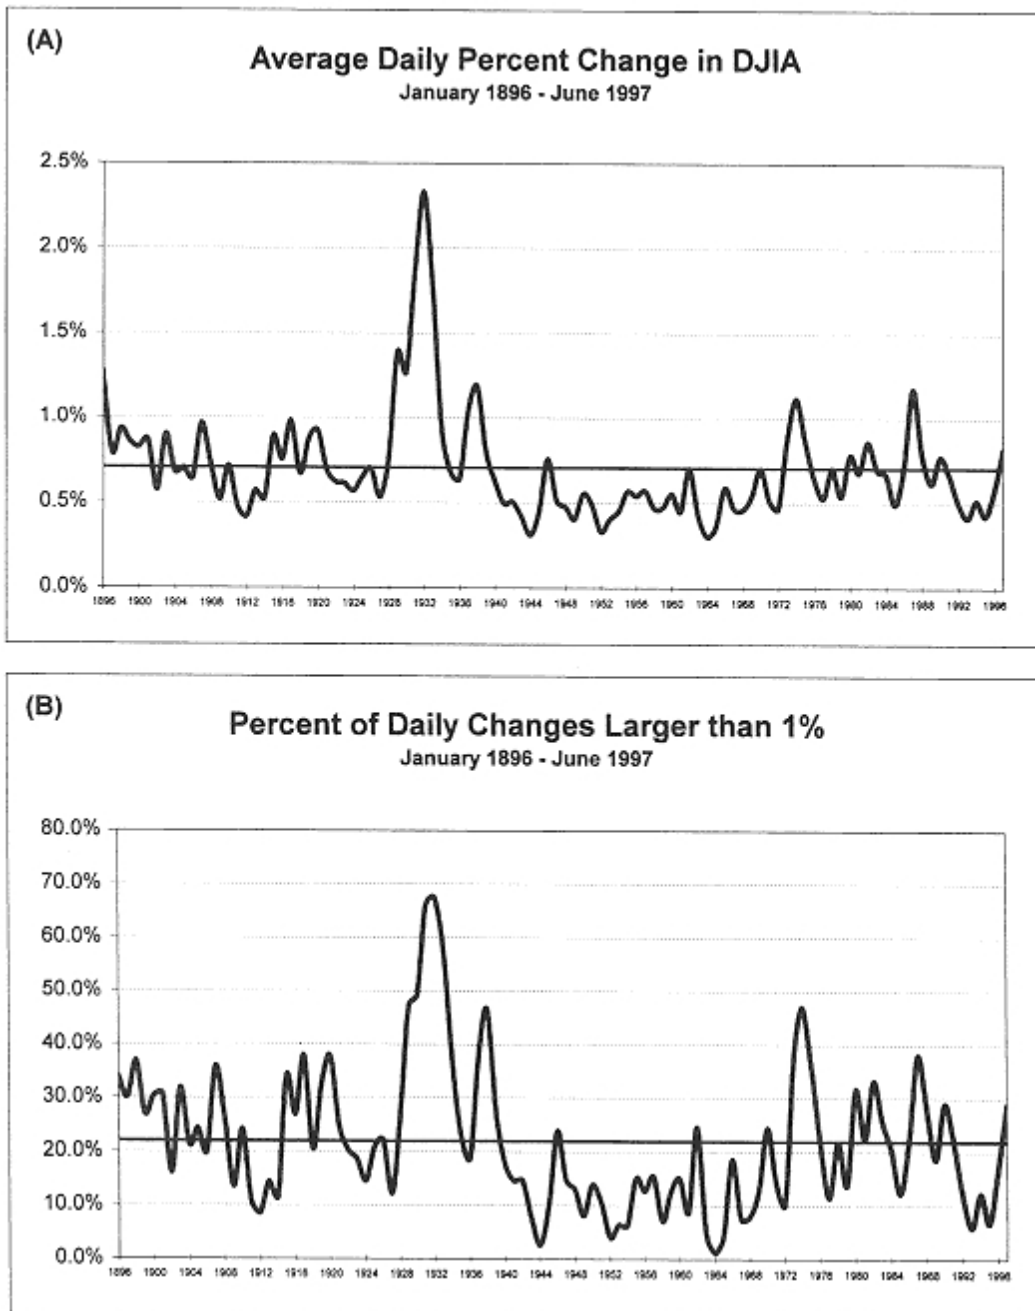 (A)
Average Daily Percent Change in DJIA
January 1896 - June 1997
2.5%
2.0%
1.5%
1.0%
0.5%
0.0%
1896 1900 1904 1908 1912 1916 1920 1924 1928 1932 1936 1940 1944 1948 1952 1956 1960 1964 1968 1972 1976 1980 1984 1988 1992 1996
(B)
Percent of Daily Changes Larger than 1%
January 1896 - June 1997
80.0%
70.0%
60.0%
50.0%
40.0%
30.0%
20.0%
10.0%
0.0%
1896 1900 1904 1908 1912 1916 1920 1924 1928 1932 1936 1940 1944 1948 1952 1956 1960 1964 1968 1972 1976 1980 1984 1988 1992 1996